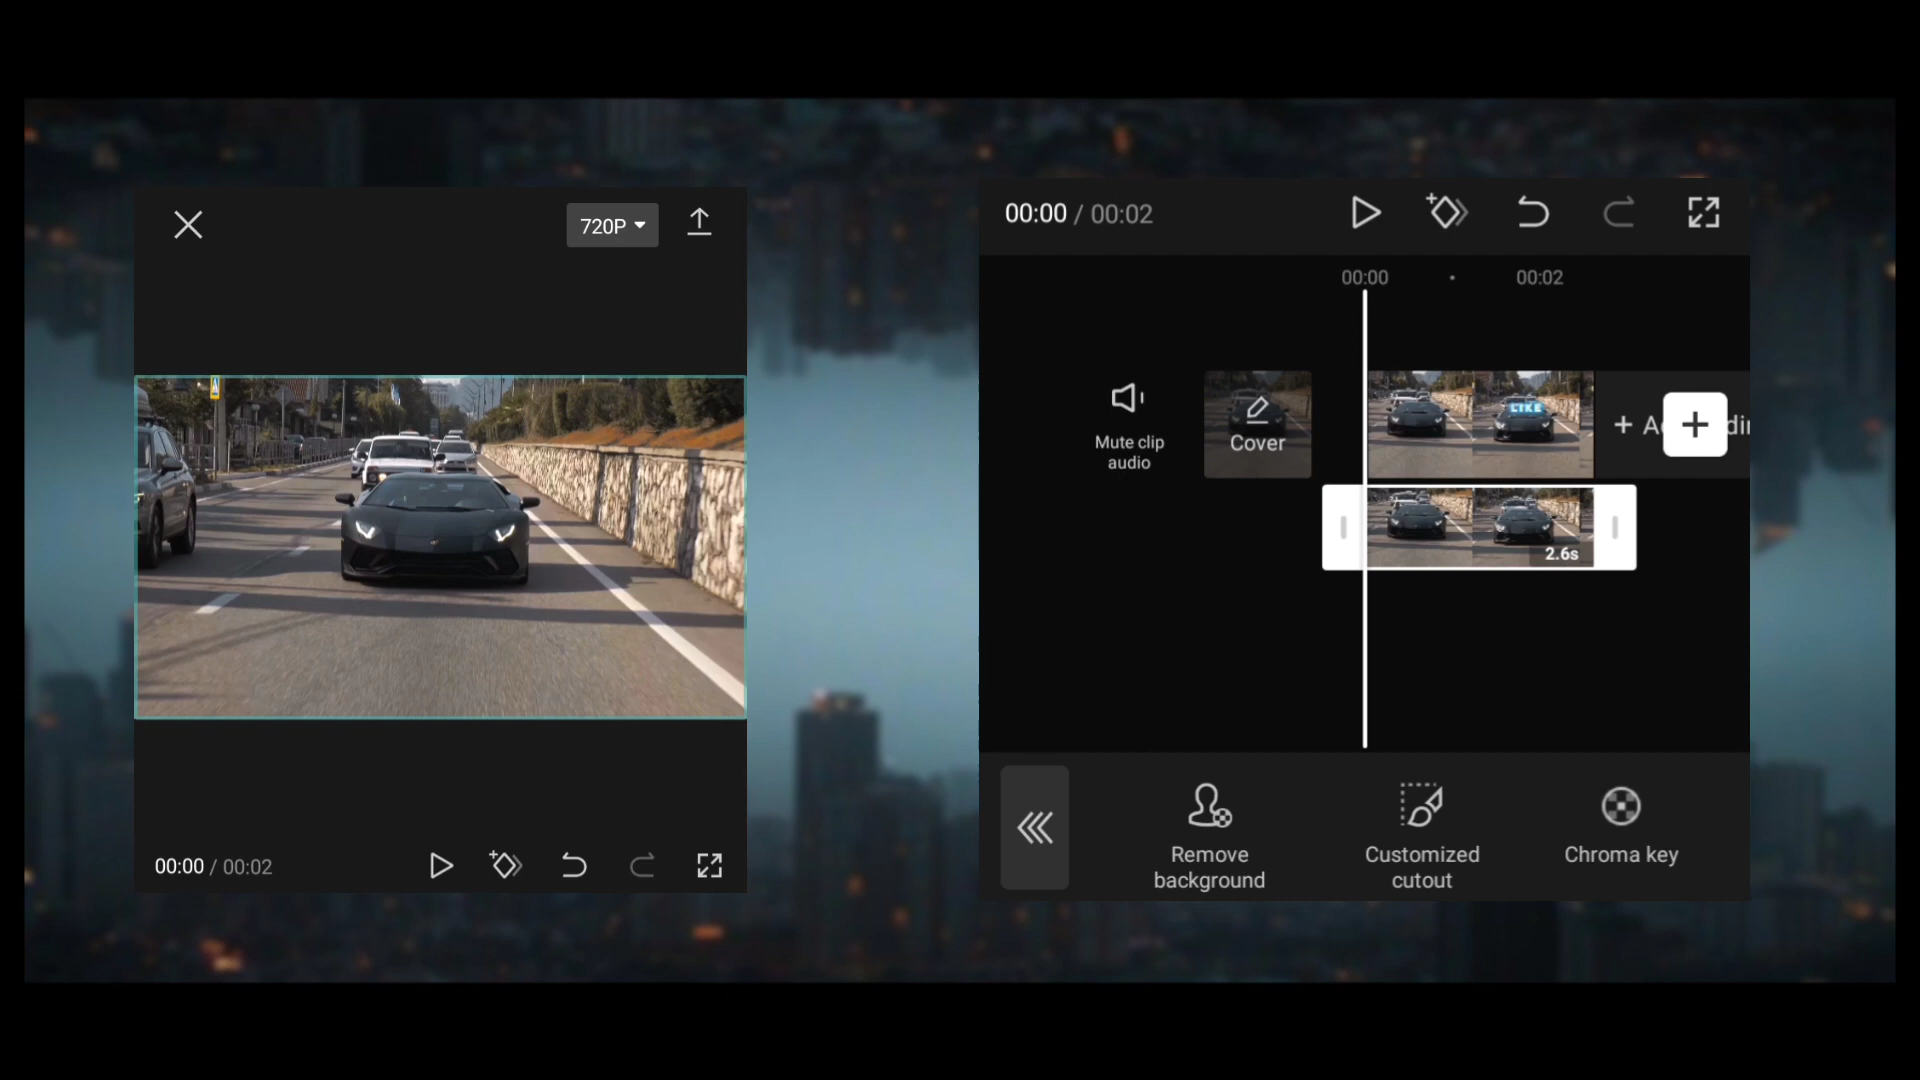 720P
00:00 / 00:02
00:00 / 00:02
00:00
00:02
Mute clip
audio
Cover
LIKE
+ A
+
di
2.6s
Remove
background
Customized
cutout
Chroma key